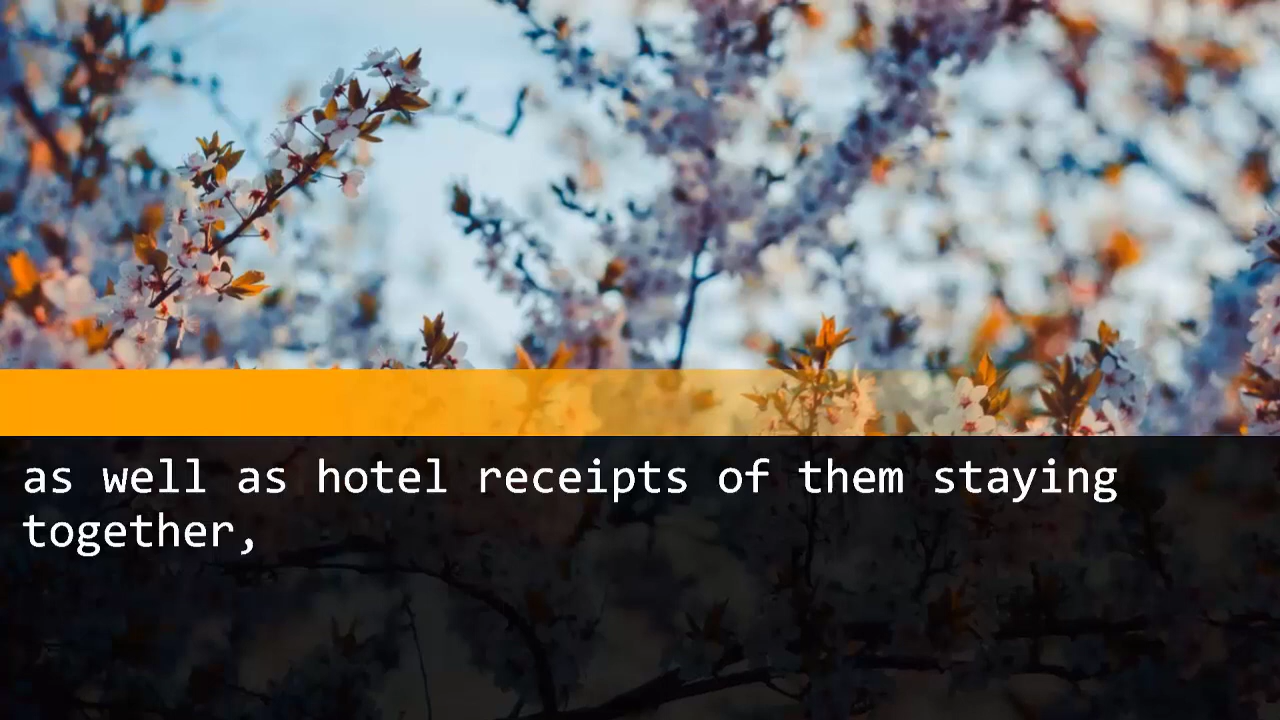 as well as hotel receipts of them staying
together,